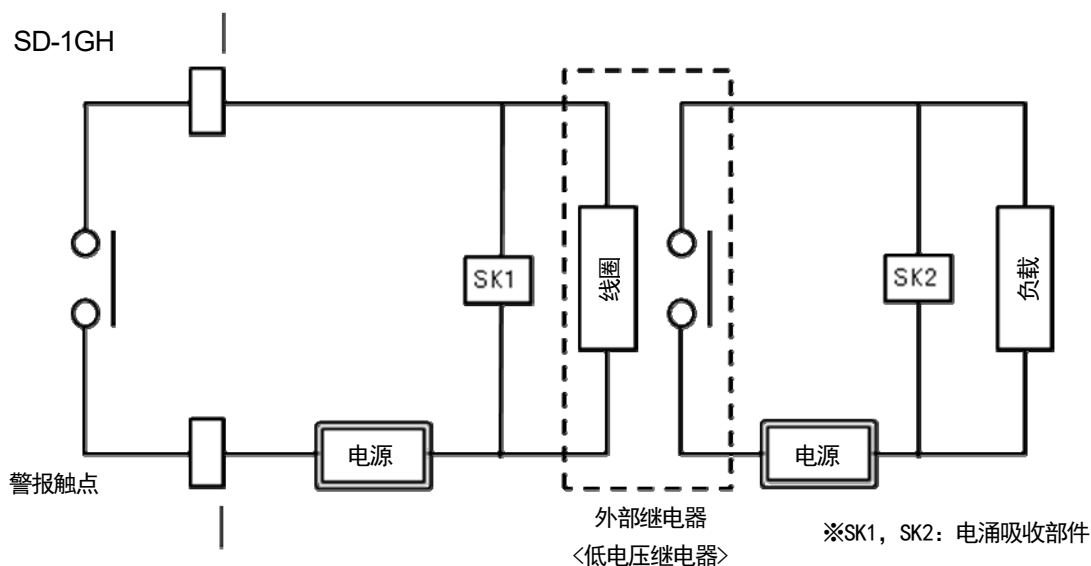 SD-1GH
SK1
线圈
SK2
负载
电源
电源
警报触点
外部继电器
<低电压继电器>
※SK1, SK2: 电涌吸收部件